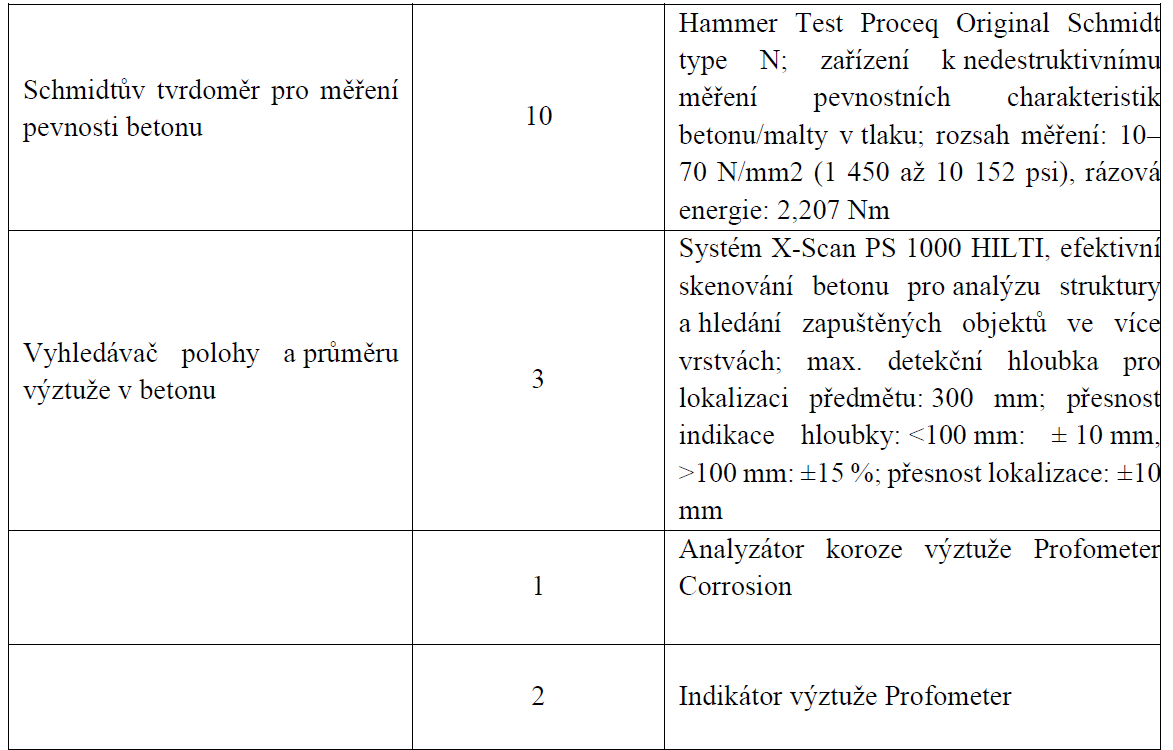 Schmidtův tvrdoměr pro měření
pevnosti betonu
10
Hammer Test Proceq Original Schmidt
type N; zařízení k nedestruktivnímu
měření pevnostních charakteristik
betonu/malty v tlaku; rozsah měření: 10–
70 N/mm2 (1 450 až 10 152 psi), rázová
energie: 2,207 Nm
Vyhledávač polohy a průměru
výztuže v betonu
3
Systém X-Scan PS 1000 HILTI, efektivní
skenování betonu pro analýzu struktury
a hledání zapuštěných objektů ve více
vrstvách; max. detekční hloubka pro
lokalizaci předmětu: 300 mm; přesnost
indikace hloubky: <100 mm: ± 10 mm,
>100 mm: ±15 %; přesnost lokalizace: ±10
mm
1
Analyzátor koroze výztuže Profometer
Corrosion
2
Indikátor výztuže Profometer